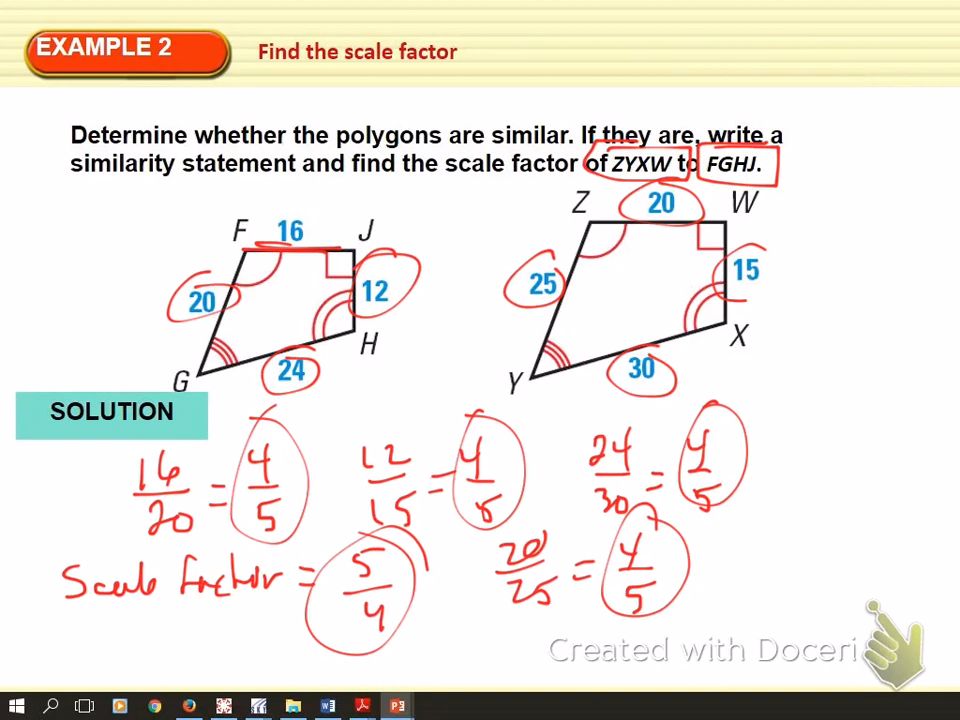 EXAMPLE 2
Find the scale factor
Determine whether the polygons are similar. If they are, write a
similarity statement and find the scale factor of ZYXW to FGHJ.
F 16 J
20 12
G 24 H
Z 20 W
25 15
Y 30 X
SOLUTION
16/20 = 4/5
12/15 = 4/5
24/30 = 4/5
Scale factor = 5/4
20/25 = 4/5
Created with Doceri